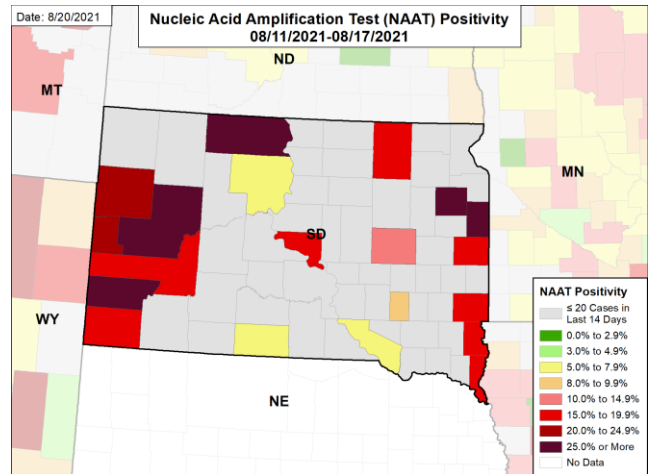 Date: 8/20/2021
Nucleic Acid Amplification Test (NAAT) Positivity
08/11/2021-08/17/2021
ND
MT
MN
SD
WY
NE
NAAT Positivity
≤ 20 Cases in
Last 14 Days
0.0% to 2.9%
3.0% to 4.9%
5.0% to 7.9%
8.0% to 9.9%
10.0% to 14.9%
15.0% to 19.9%
20.0% to 24.9%
25.0% or More
No Data